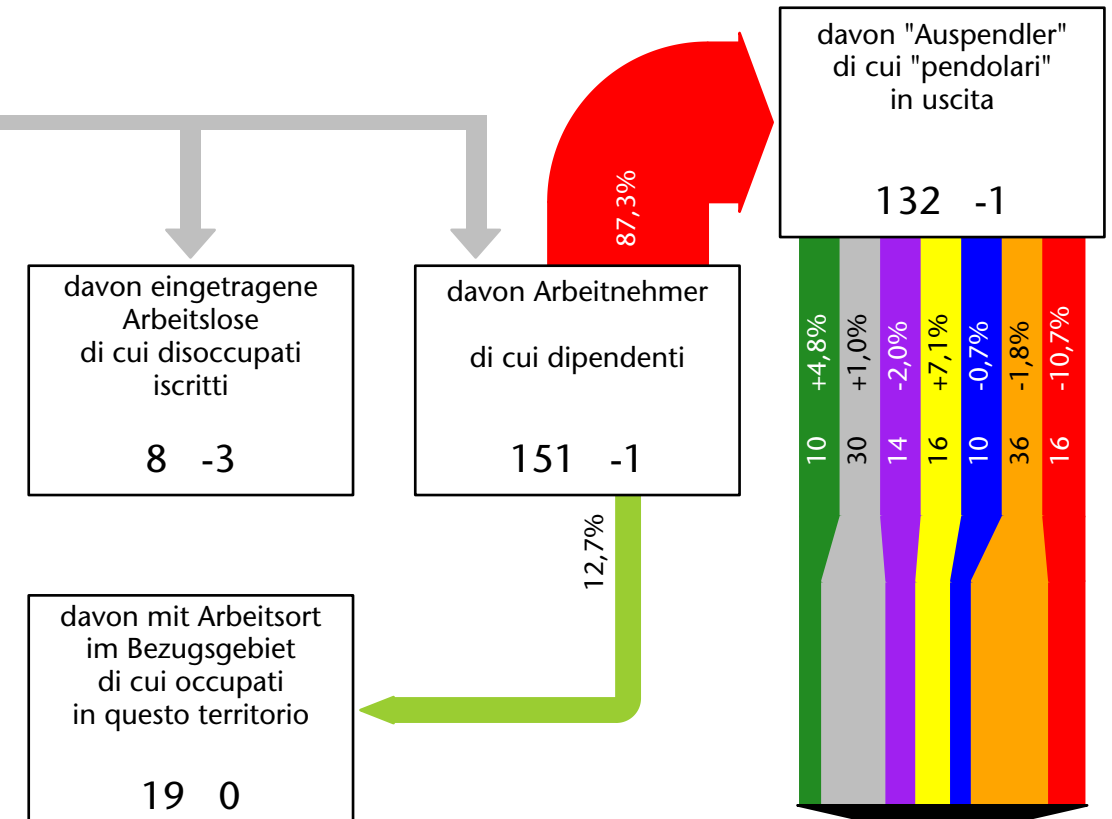 davon "Auspendler"
di cui "pendolari"
in uscita
132 -1
87,3%
davon eingetragene
Arbeitslose
di cui disoccupati
iscritti
8 -3
davon Arbeitnehmer
di cui dipendenti
151 -1
10 +4,8%
30 +1,0%
14 -2,0%
16 +7,1%
10 -0,7%
36 -1,8%
16 -10,7%
12,7%
davon mit Arbeitsort
im Bezugsgebiet
di cui occupati
in questo territorio
19 0